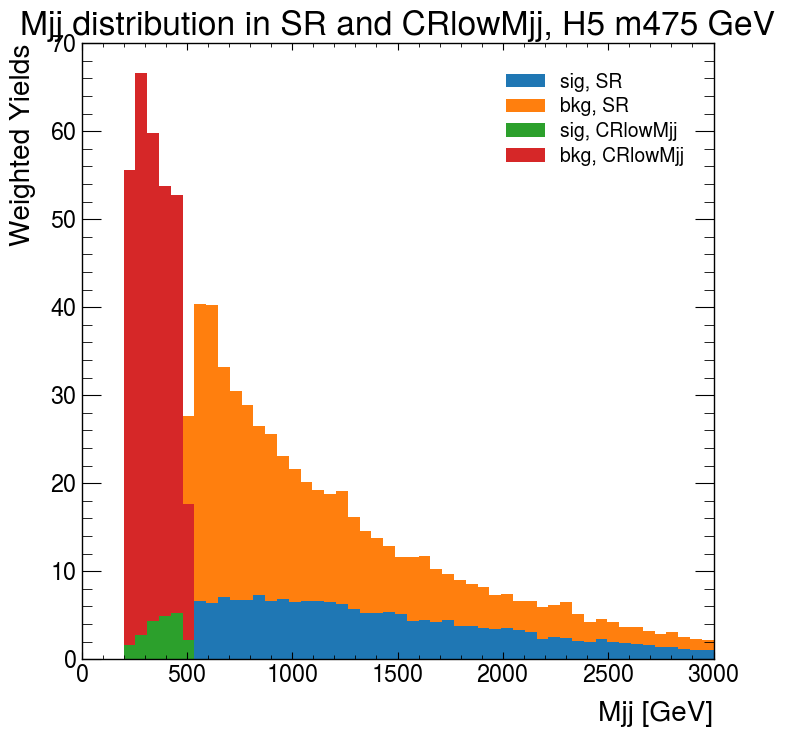 Mjj distribution in SR and CRlowMjj, H5 m475 GeV
Weighted Yields
70
60
50
40
30
20
10
0
sig, SR
bkg, SR
sig, CRlowMjj
bkg, CRlowMjj
0 500 1000 1500 2000 2500 3000
Mjj [GeV]